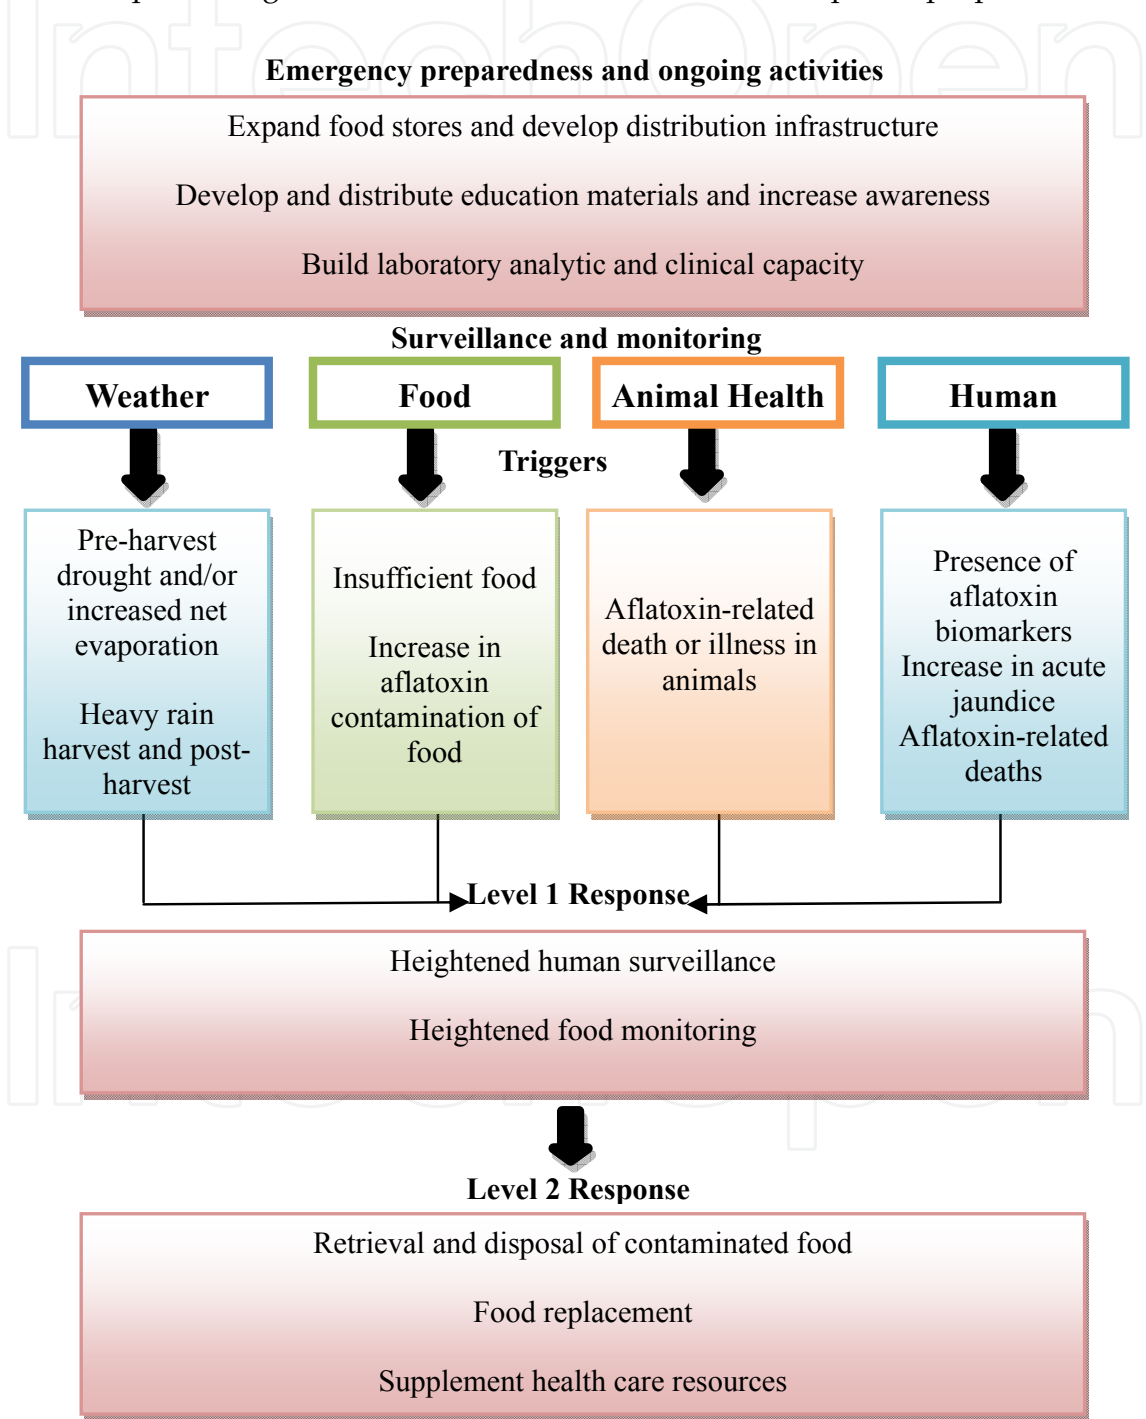 IntechOpen
Emergency preparedness and ongoing activities
Expand food stores and develop distribution infrastructure
Develop and distribute education materials and increase awareness
Build laboratory analytic and clinical capacity
Surveillance and monitoring
Weather
Food
Animal Health
Human
Triggers
Pre-harvest
drought and/or
increased net
evaporation
Heavy rain
harvest and post-
harvest
Insufficient food
Increase in
aflatoxin
contamination of
food
Aflatoxin-related
death or illness in
animals
Presence of
aflatoxin
biomarkers
Increase in acute
jaundice
Aflatoxin-related
deaths
Level 1 Response
Heightened human surveillance
Heightened food monitoring
IntechOpen
Level 2 Response
Retrieval and disposal of contaminated food
Food replacement
Supplement health care resources